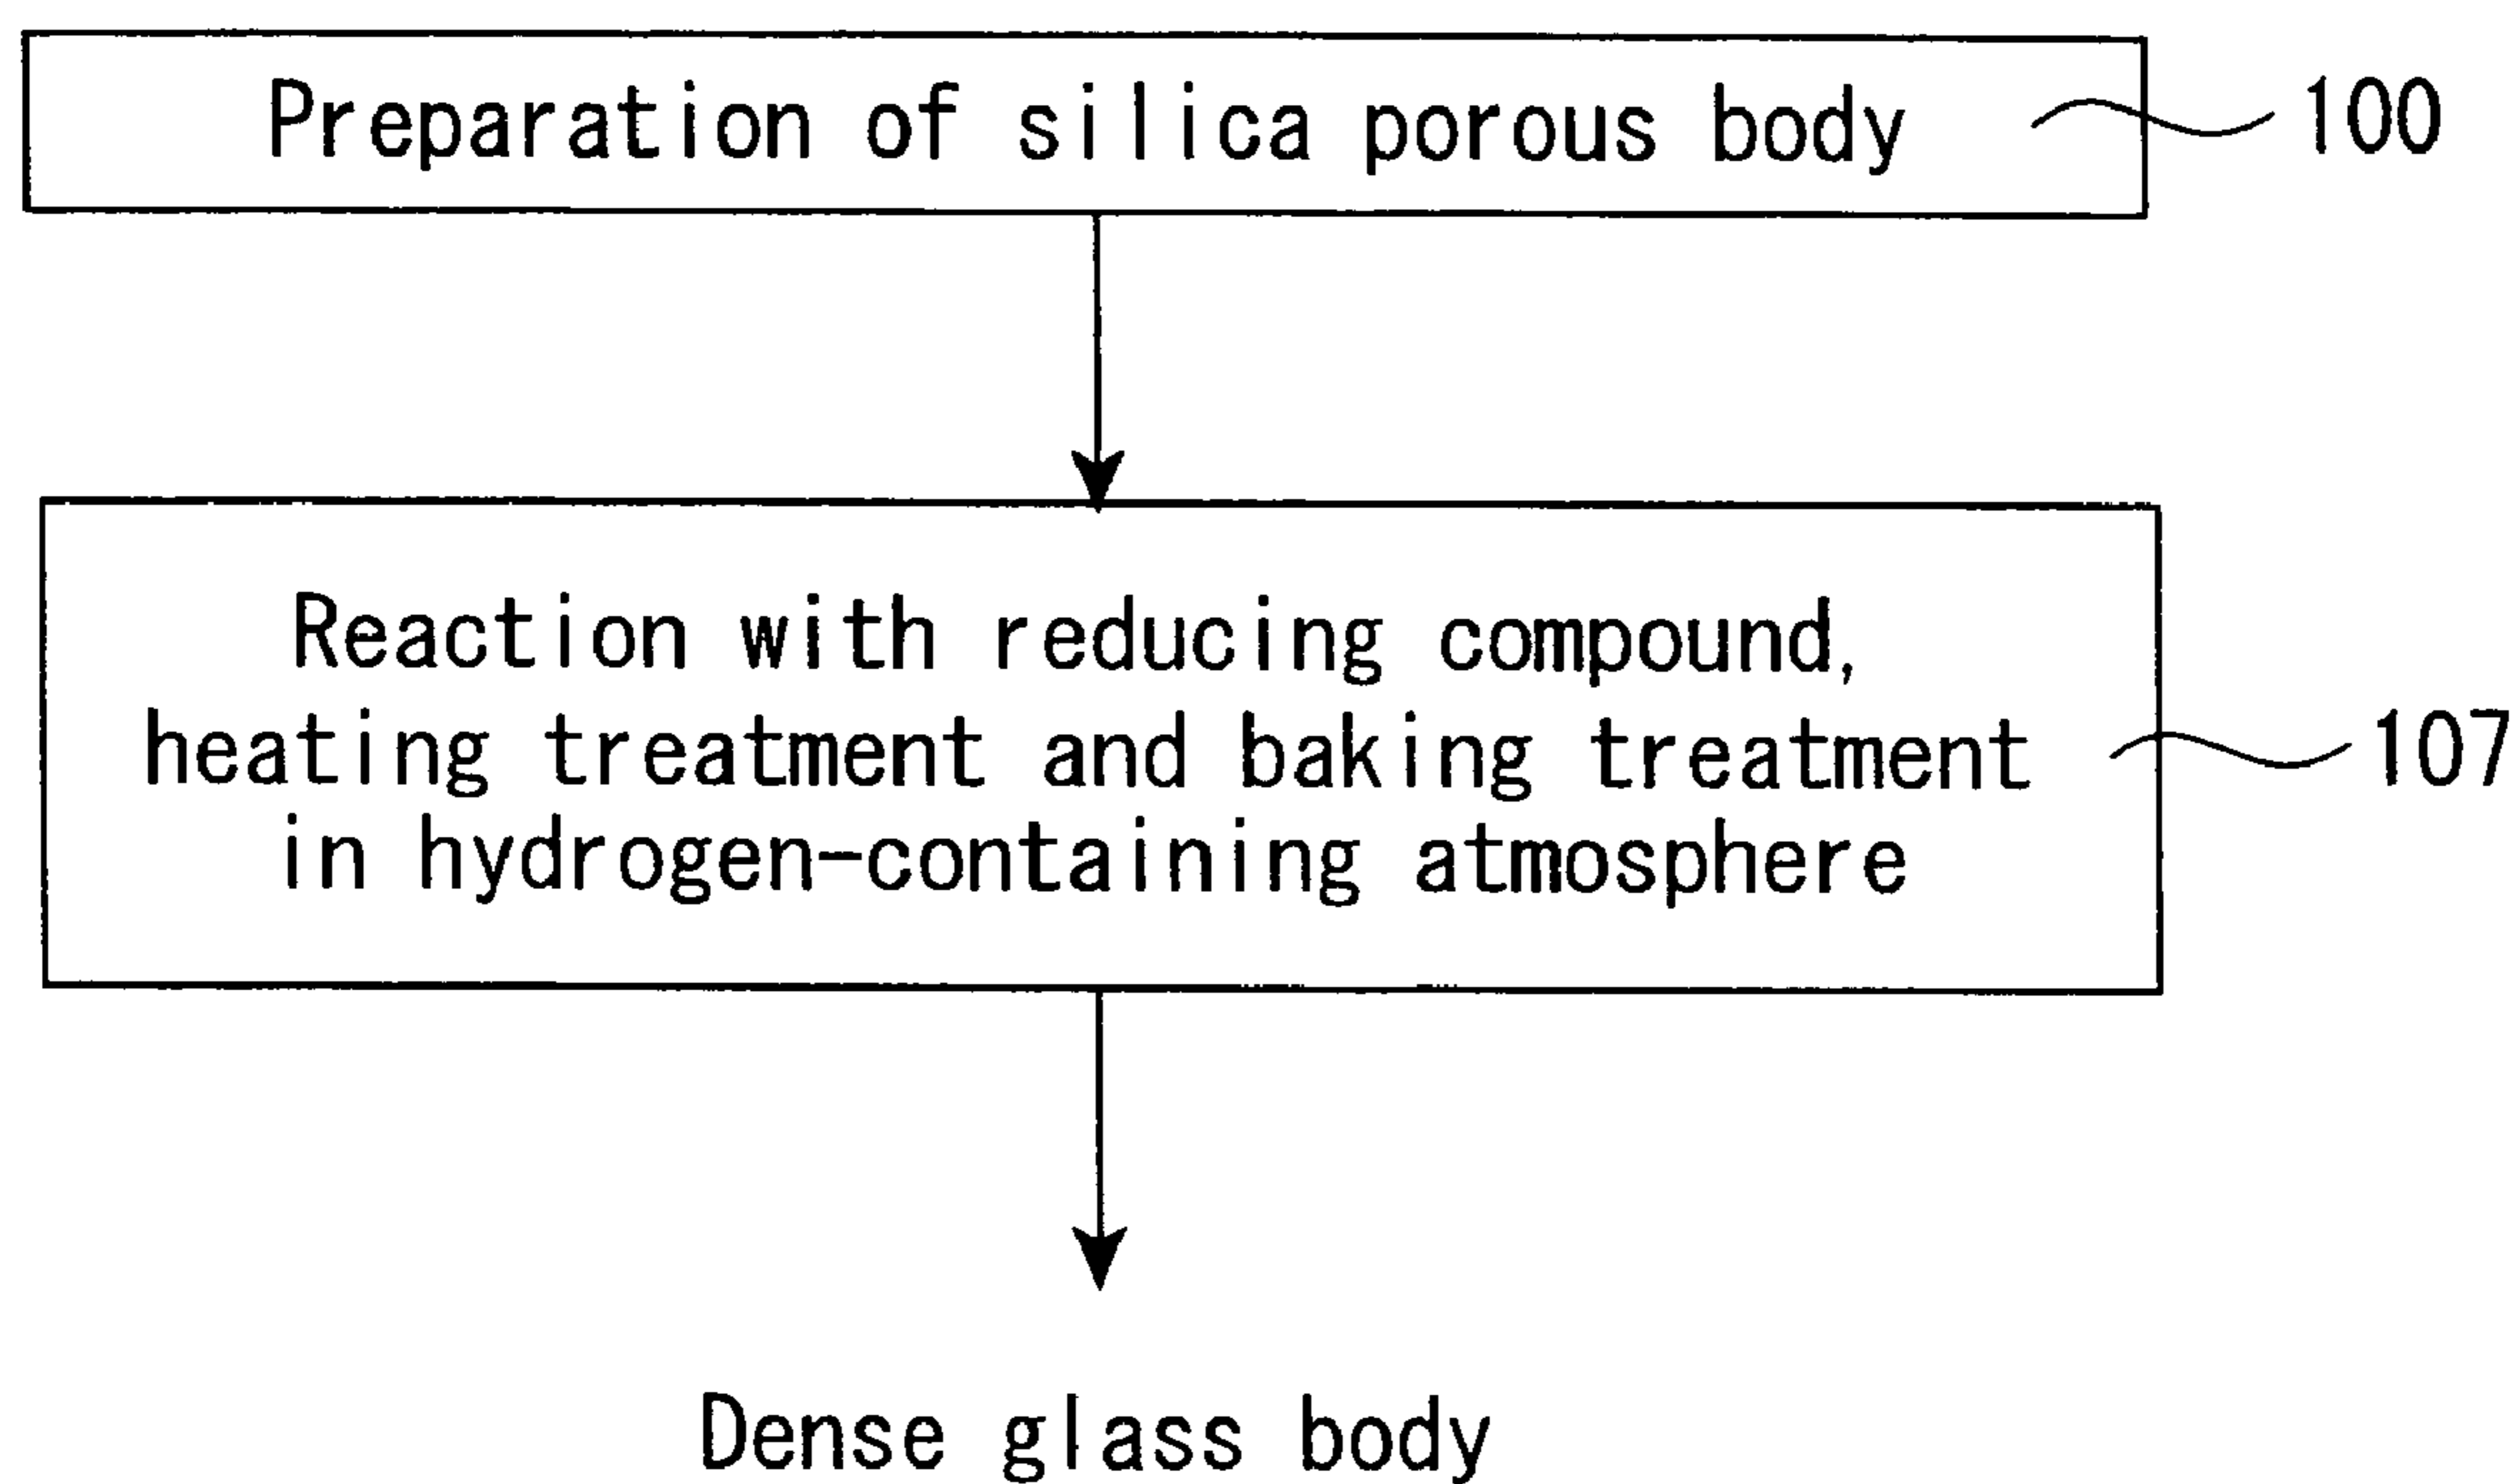 Preparation of silica porous body
100
Reaction with reducing compound,
heating treatment and baking treatment
107
in hydrogen-containing atmosphere
Dense glass body